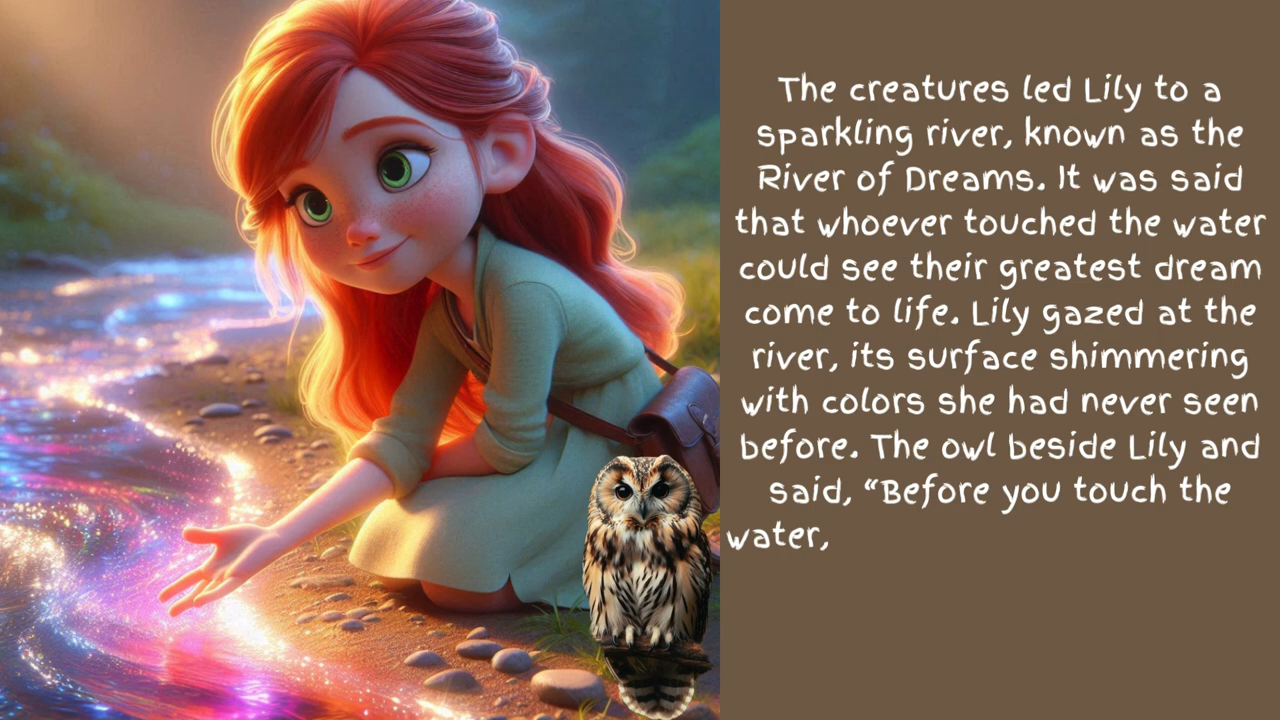 The creatures led Lily to a
sparkling river, known as the
River of Dreams. It was said
that whoever touched the water
could see their greatest dream
come to life. Lily gazed at the
river, its surface shimmering
with colors she had never seen
before. The owl beside Lily and
said, “Before you touch the
water,